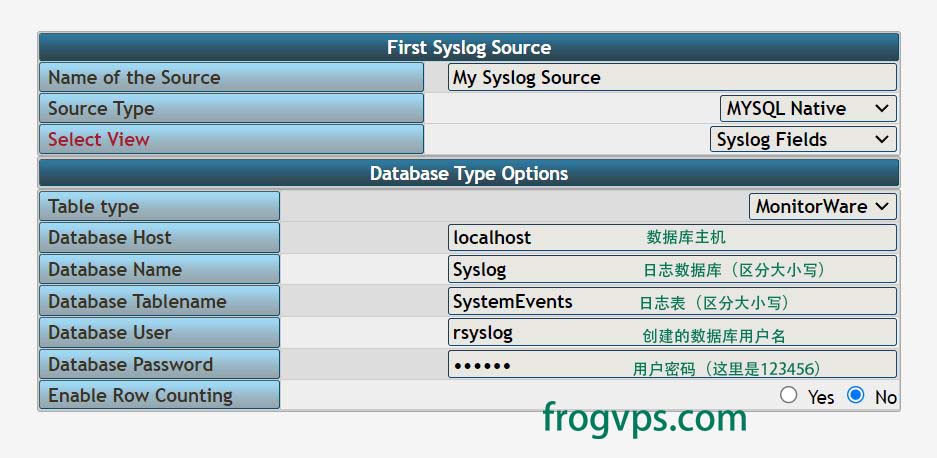 First Syslog Source
Name of the Source My Syslog Source
Source Type MYSQL Native
Select View Syslog Fields
Database Type Options
Table type MonitorWare
Database Host localhost 数据库主机
Database Name Syslog 日志数据库（区分大小写）
Database Tablename SystemEvents 日志表（区分大小写）
Database User rsyslog 创建的数据库用户名
Database Password •••••• 用户密码（这里是123456）
Enable Row Counting Yes No
frogvps.com